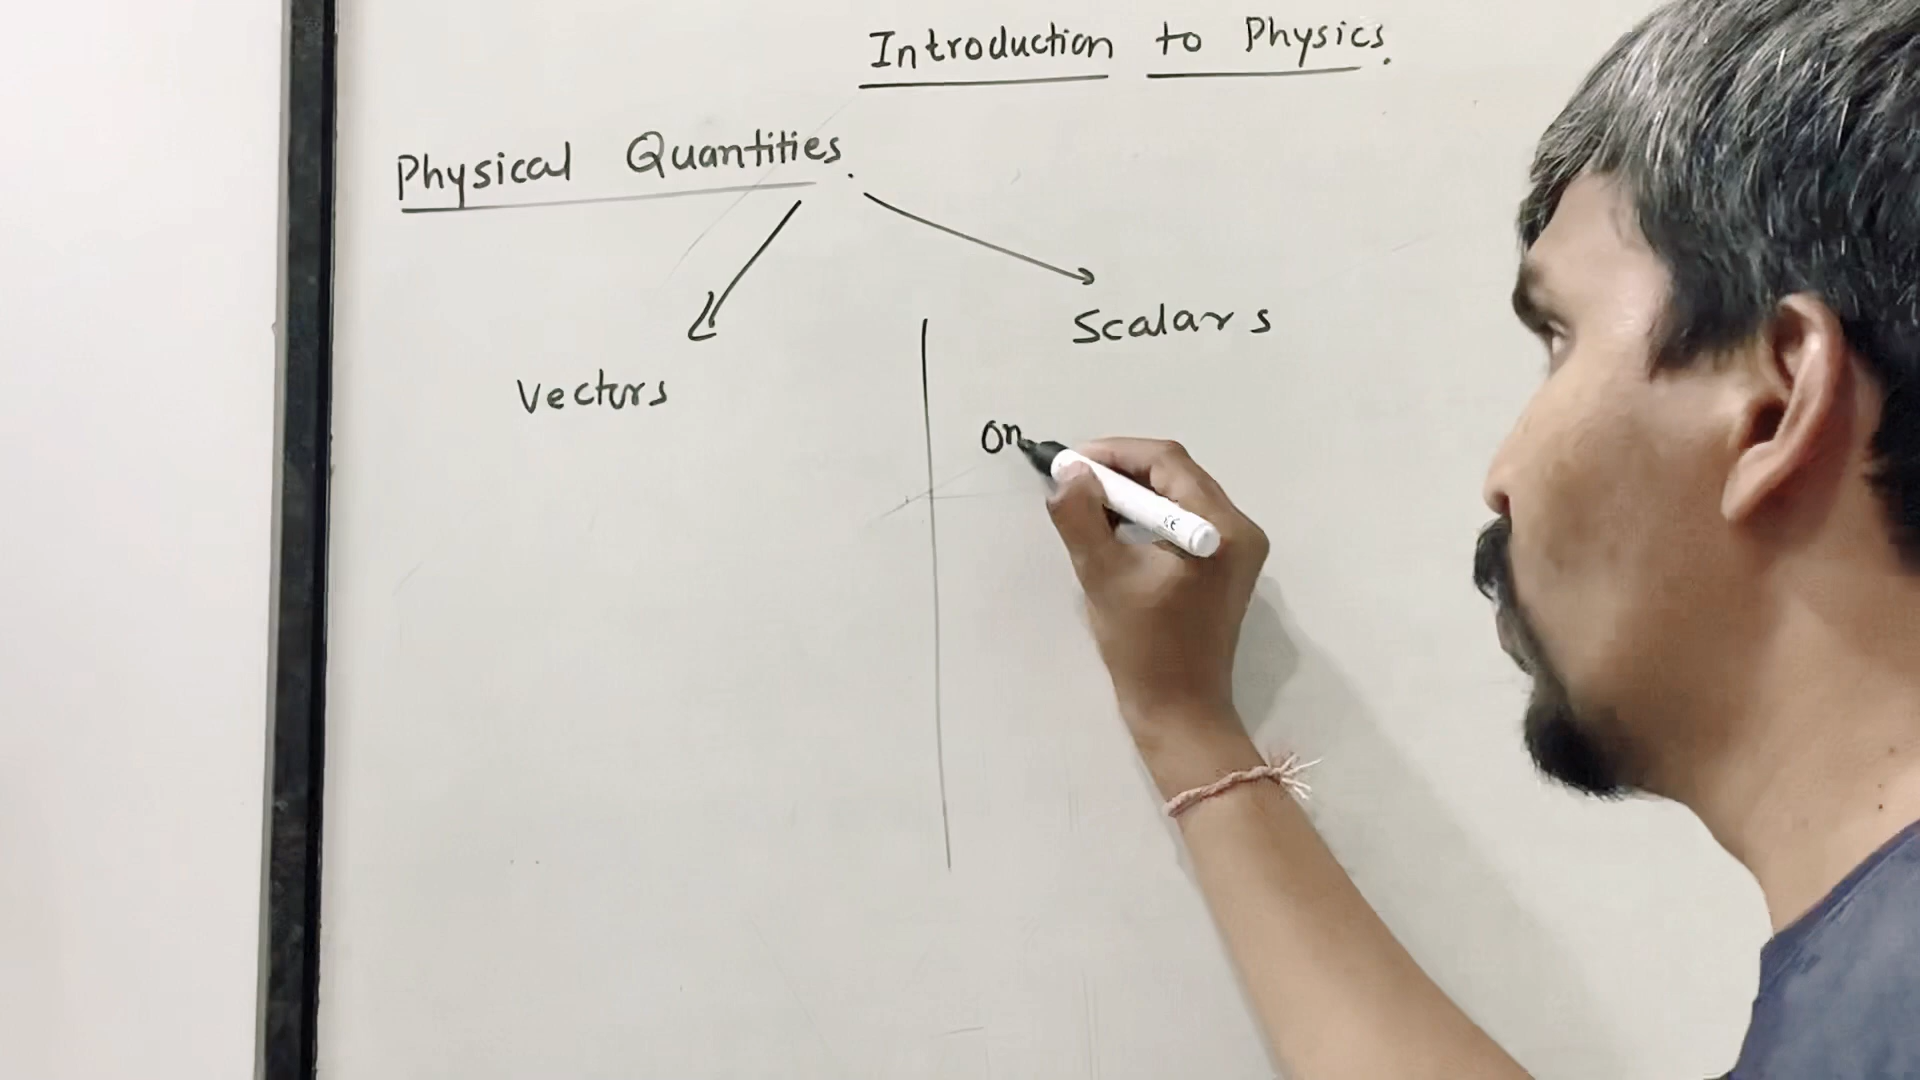 Introduction to Physics.
Physical Quantities.
Scalars
Vectors
on